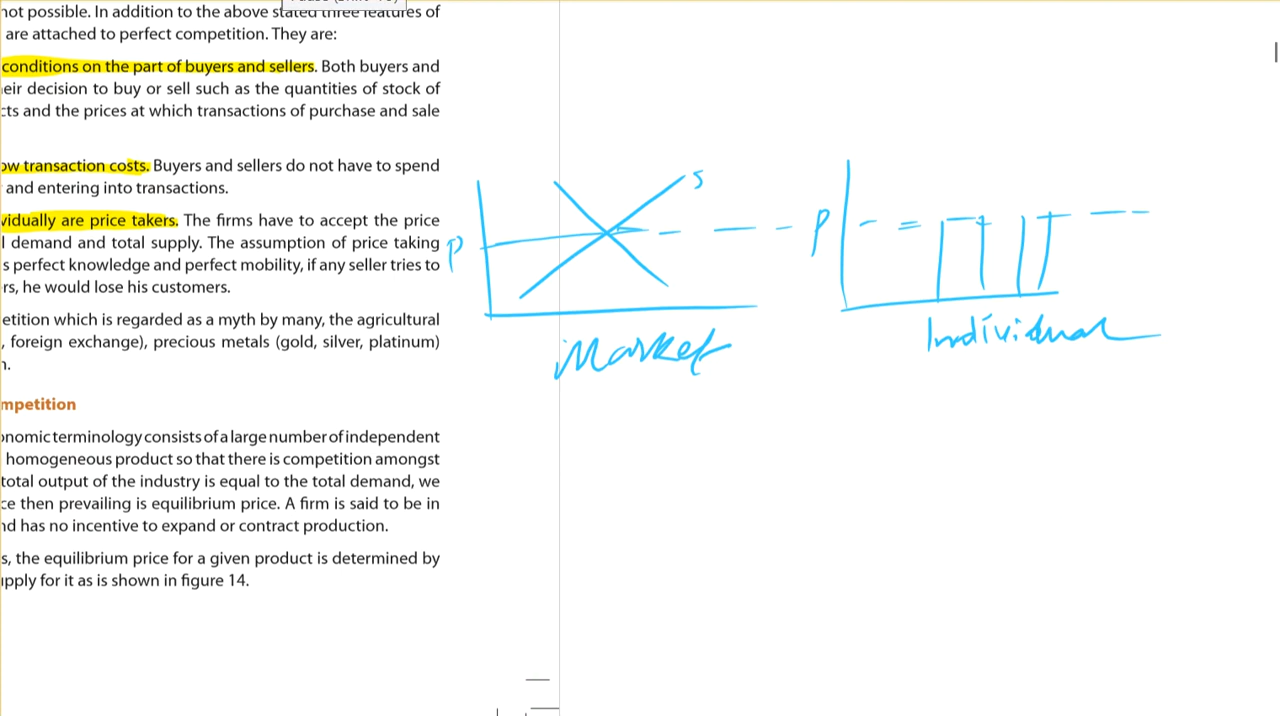 not possible. In addition to the above stated three features of
are attached to perfect competition. They are:
conditions on the part of buyers and sellers. Both buyers and
eir decision to buy or sell such as the quantities of stock of
cts and the prices at which transactions of purchase and sale
ow transaction costs. Buyers and sellers do not have to spend
and entering into transactions.
vidually are price takers. The firms have to accept the price
l demand and total supply. The assumption of price taking
s perfect knowledge and perfect mobility, if any seller tries to
rs, he would lose his customers.
etition which is regarded as a myth by many, the agricultural
, foreign exchange), precious metals (gold, silver, platinum)
n.
mpetition
onomic terminology consists of a large number of independent
homogeneous product so that there is competition amongst
total output of the industry is equal to the total demand, we
ce then prevailing is equilibrium price. A firm is said to be in
nd has no incentive to expand or contract production.
s, the equilibrium price for a given product is determined by
upply for it as is shown in figure 14.
S
P
Market
P
Individual